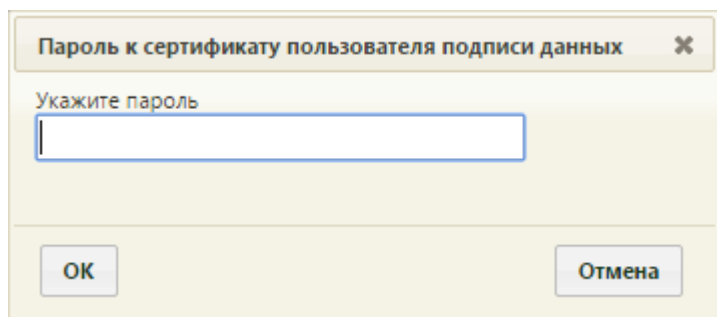 Пароль к сертификату пользователя подписи данных
Укажите пароль
ОК
Отмена